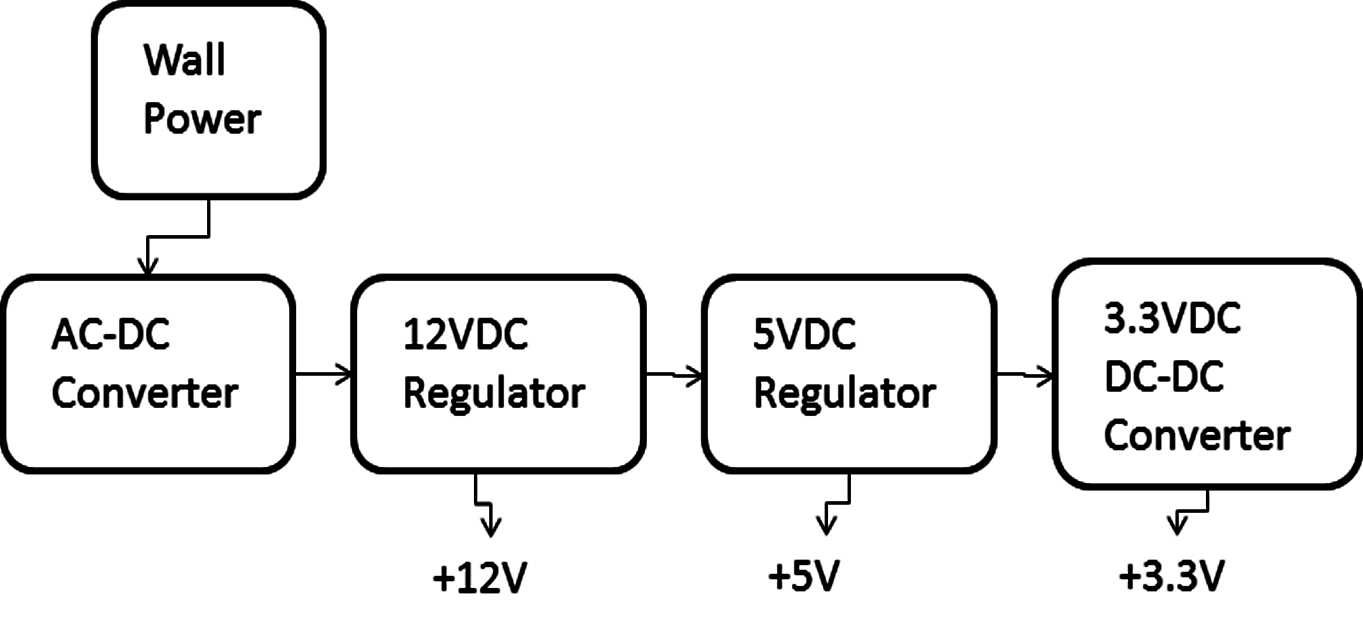 Wall
Power
AC-DC
Converter
12VDC
Regulator
5VDC
Regulator
3.3VDC
DC-DC
Converter
+12V
+5V
+3.3V